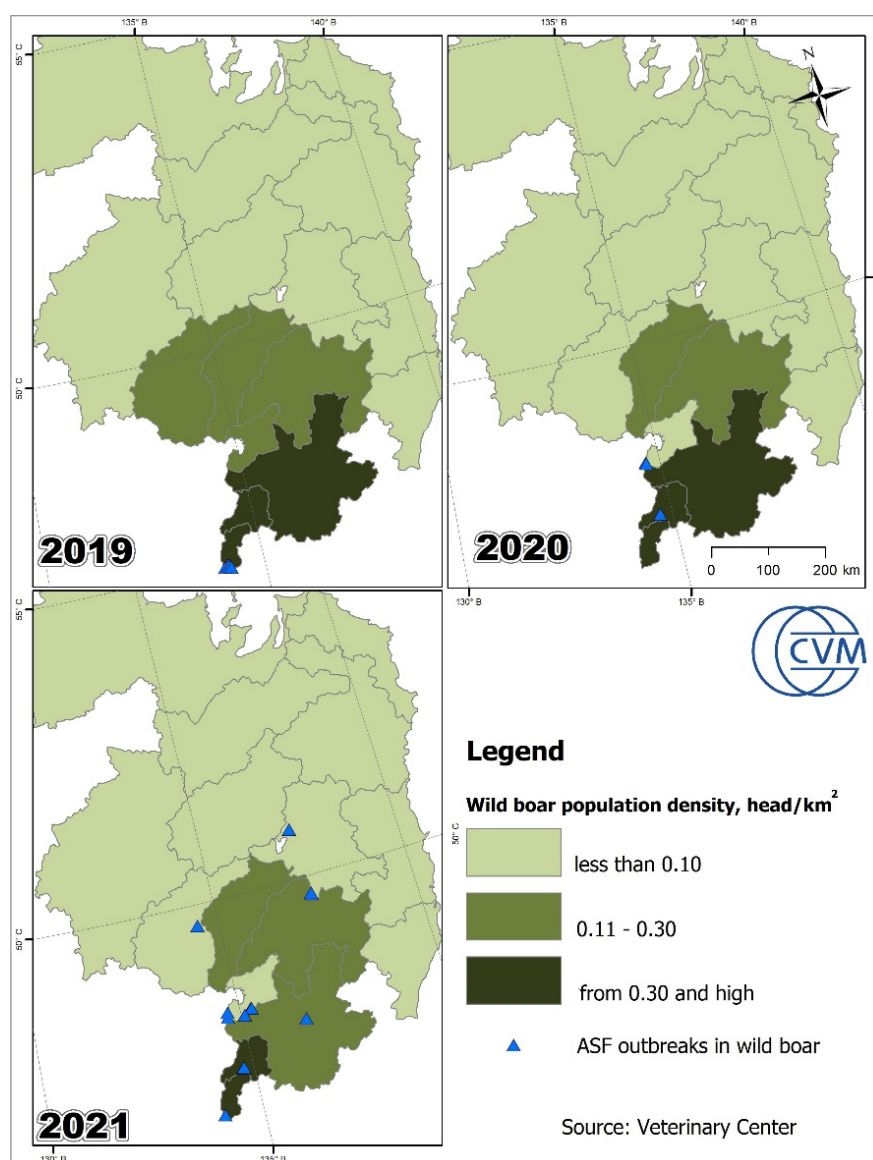 135° B
140° B
135° B
140° B
55° C
N
50° C
2019
2020
0 100 200 km
130° B
135° B
55° C
CVM
Legend
Wild boar population density, head/km²
50° C
less than 0.10
0.11 - 0.30
50° C
from 0.30 and high
ASF outbreaks in wild boar
2021
Source: Veterinary Center
130° B
135° B